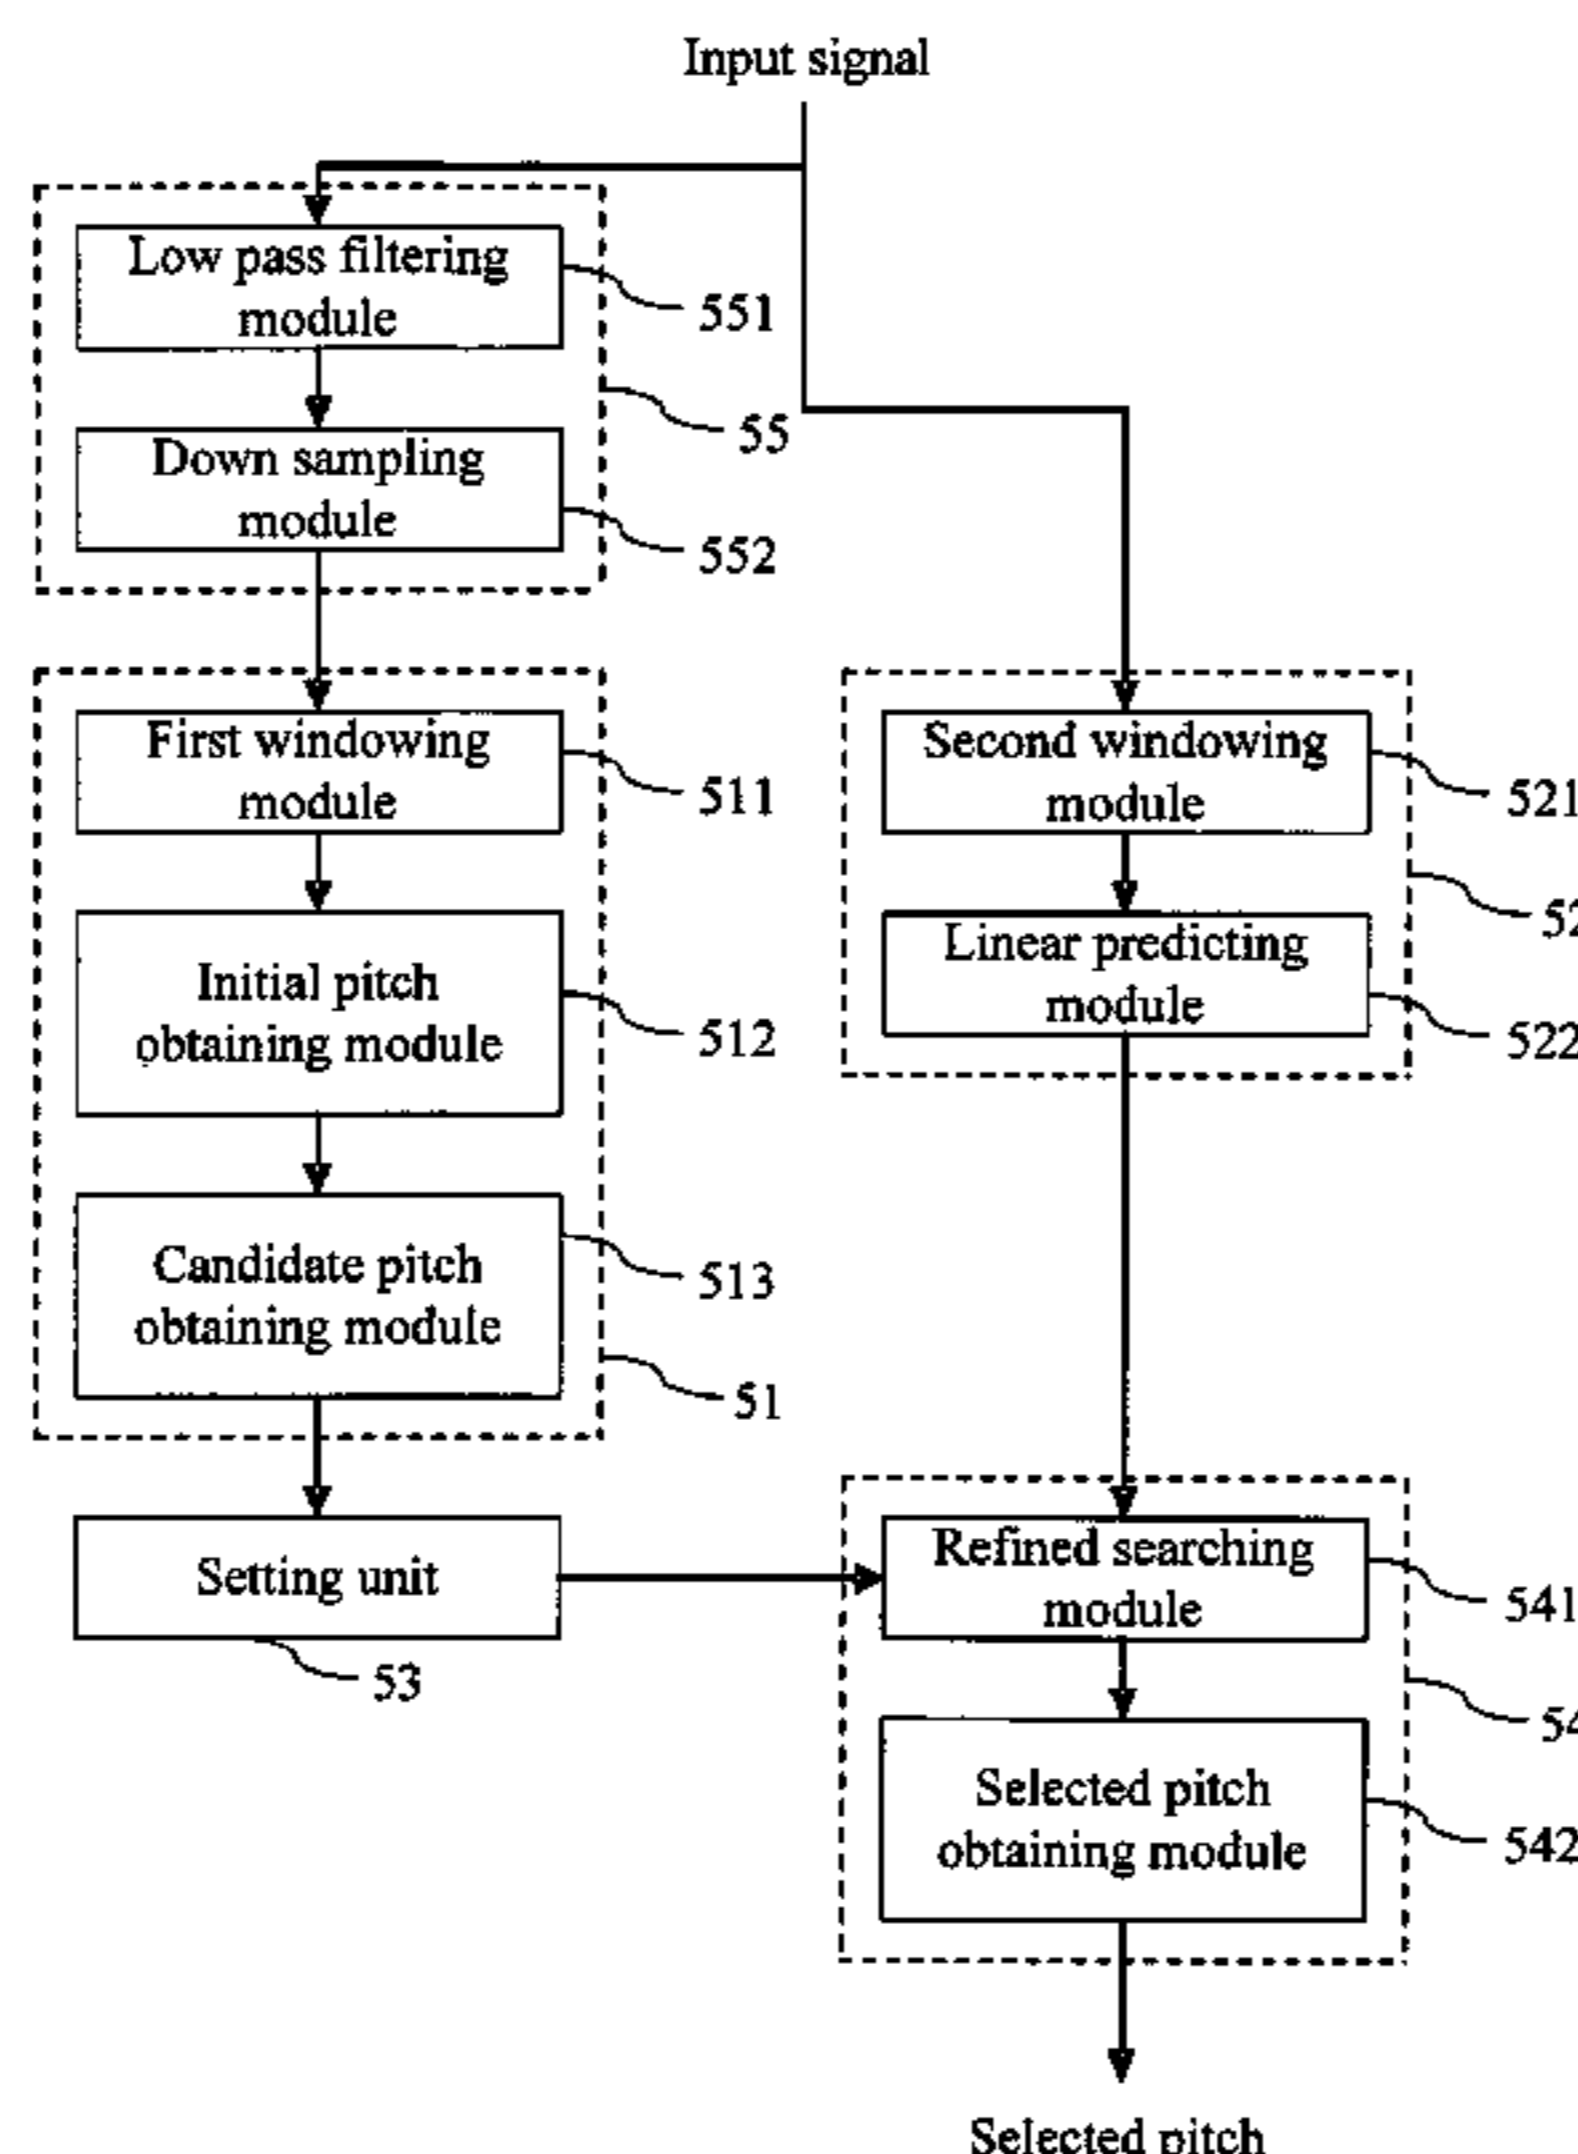 Input signal
Low pass filtering
module
551
55
Down sampling
module
552
First windowing
module
511
Initial pitch
obtaining module
512
Candidate pitch
obtaining module
513
51
Setting unit
53
Second windowing
module
521
52
Linear predicting
module
522
Refined searching
module
541
54
Selected pitch
obtaining module
542
Selected pitch